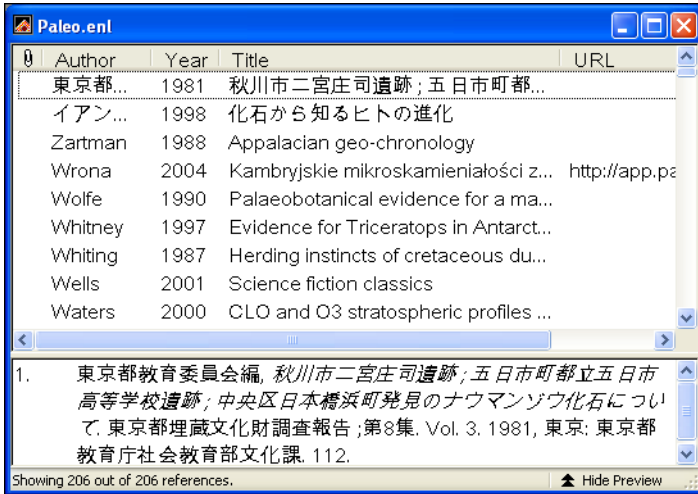 Paleo.enl
Author Year Title URL
東京都... 1981 秋川市二宮庄司遺跡 ; 五日市町都...
イアン... 1998 化石から知るヒトの進化
Zartman 1988 Appalacian geo-chronology
Wrona 2004 Kambryjskie mikroskamieniałości z... http://app.pa
Wolfe 1990 Palaeobotanical evidence for a ma...
Whitney 1997 Evidence for Triceratops in Antarct...
Whiting 1987 Herding instincts of cretaceous du...
Wells 2001 Science fiction classics
Waters 2000 CLO and O3 stratospheric profiles ...
1. 東京都教育委員会編, 秋川市二宮庄司遺跡 ; 五日市町都立五日市
高等学校遺跡 ; 中央区日本橋浜町発見のナウマンゾウ化石につい
て. 東京都埋蔵文化財調査報告 ;第8集. Vol. 3. 1981, 東京: 東京都
教育庁社会教育部文化課. 112.
Showing 206 out of 206 references. Hide Preview